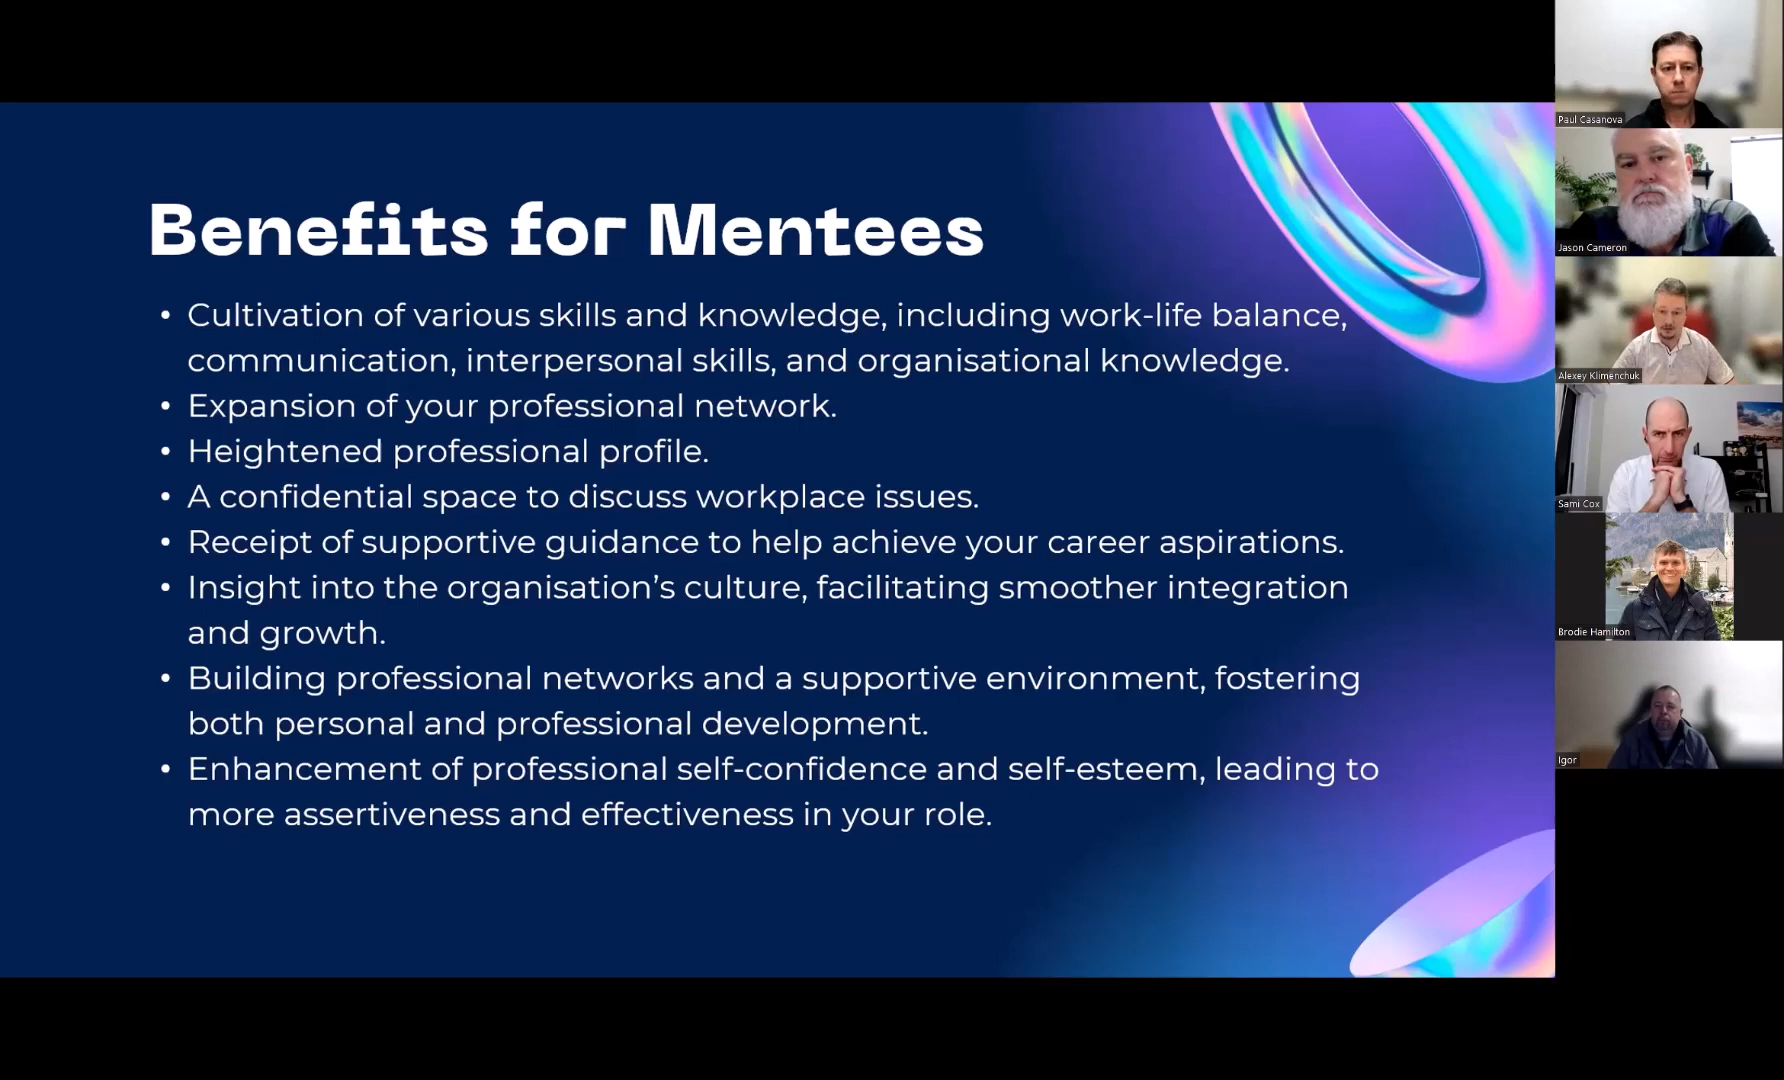 Benefits for Mentees
• Cultivation of various skills and knowledge, including work-life balance,
communication, interpersonal skills, and organisational knowledge.
• Expansion of your professional network.
• Heightened professional profile.
• A confidential space to discuss workplace issues.
• Receipt of supportive guidance to help achieve your career aspirations.
• Insight into the organisation’s culture, facilitating smoother integration
and growth.
• Building professional networks and a supportive environment, fostering
both personal and professional development.
• Enhancement of professional self-confidence and self-esteem, leading to
more assertiveness and effectiveness in your role.
Paul Casanova
Jason Cameron
Alexey Klimenchuk
Sami Cox
Brodie Hamilton
Igor